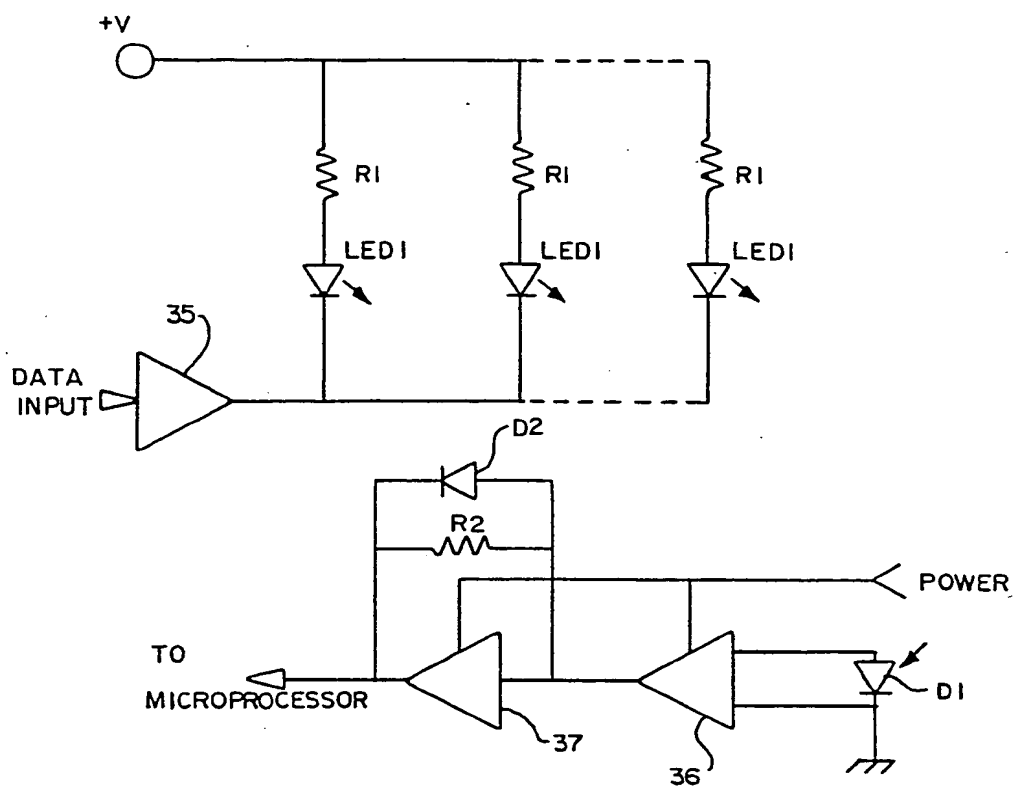 +V
R1
R1
R1
LED1
LED1
LED1
35
DATA
INPUT
D2
R2
POWER
TO
MICROPROCESSOR
D1
37
36